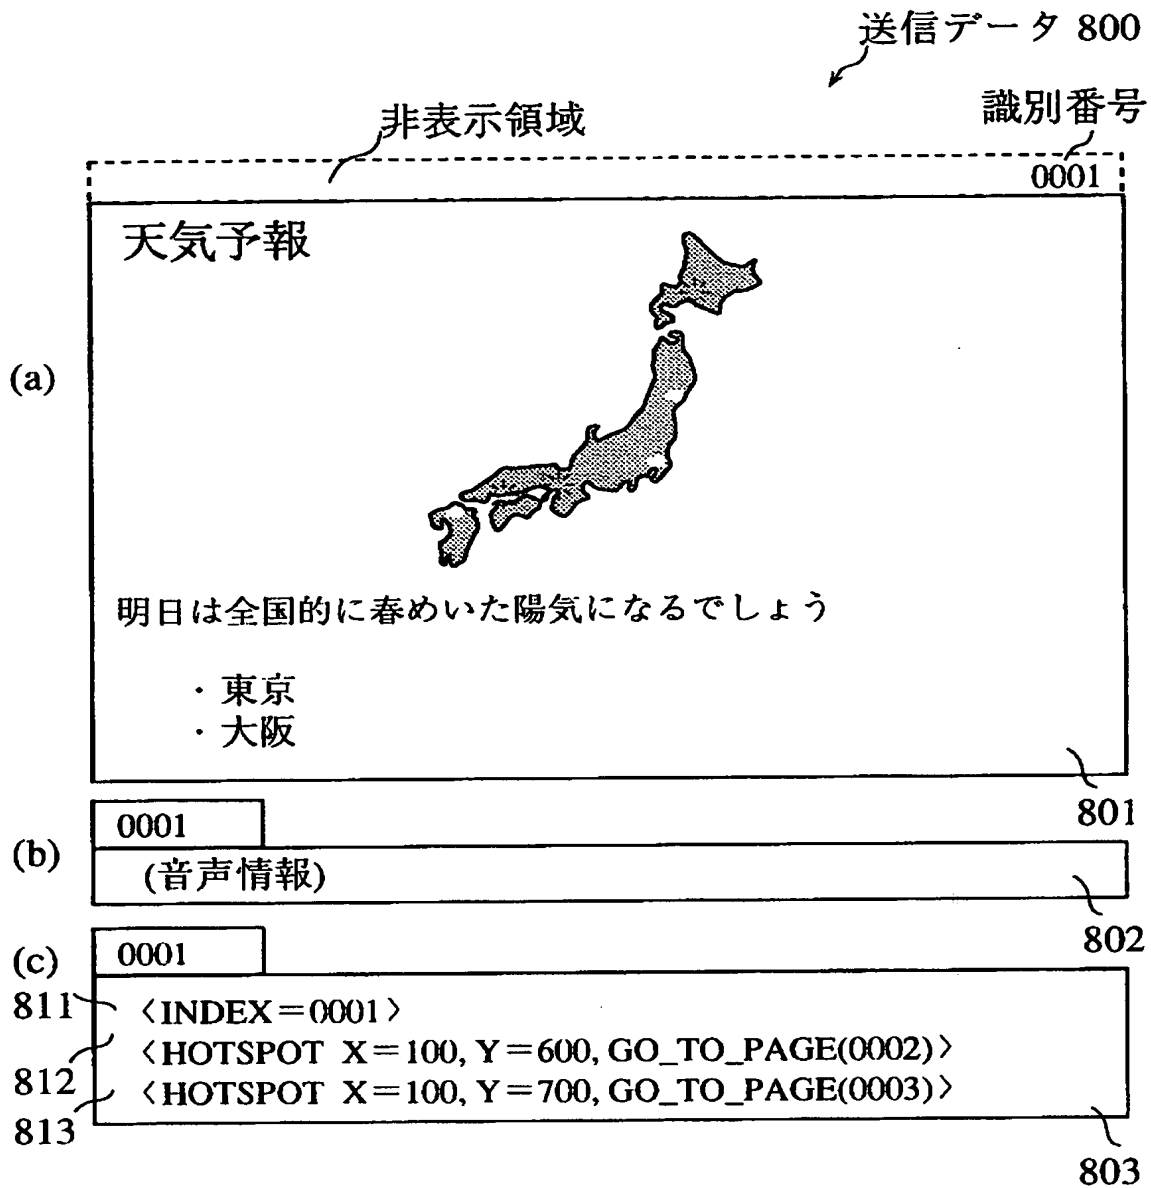 送信データ 800
識別番号
非表示領域
0001
天気予報
(a)
明日は全国的に春めいた陽気になるでしょう
・東京
・大阪
801
0001
(b)
(音声情報)
802
0001
(c)
811
〈INDEX=0001〉
〈HOTSPOT X=100, Y=600, GO_TO_PAGE(0002)〉
812
〈HOTSPOT X=100, Y=700, GO_TO_PAGE(0003)〉
813
803